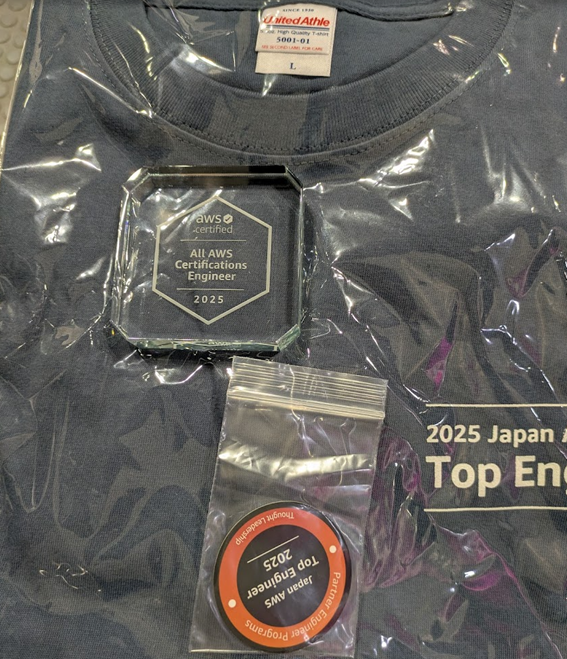 SINCE 1938
United Athle
High Quality T-shirt
5001-01
L
aws
certified
All AWS
Certifications
Engineer
2025
2025 Japan
Top Eng
Partner Engineer Programs
Thought Leadership
Japan AWS
Top Engineer
2025